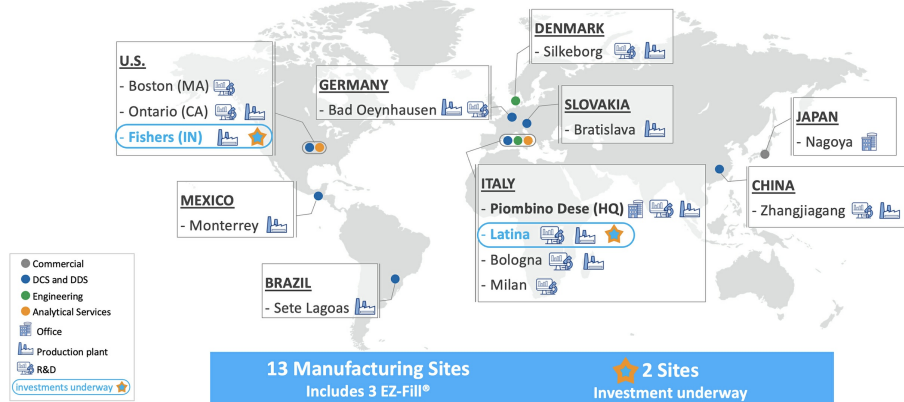 DENMARK
- Silkeborg
U.S.
- Boston (MA)
- Ontario (CA)
- Fishers (IN)
GERMANY
- Bad Oeynhausen
SLOVAKIA
- Bratislava
JAPAN
- Nagoya
MEXICO
- Monterrey
ITALY
- Piombino Dese (HQ)
- Latina
- Bologna
- Milan
CHINA
- Zhangjiagang
BRAZIL
- Sete Lagoas
Commercial
DCS and DDS
Engineering
Analytical Services
Office
Production plant
R&D
investments underway
13 Manufacturing Sites
Includes 3 EZ-Fill®
2 Sites
Investment underway